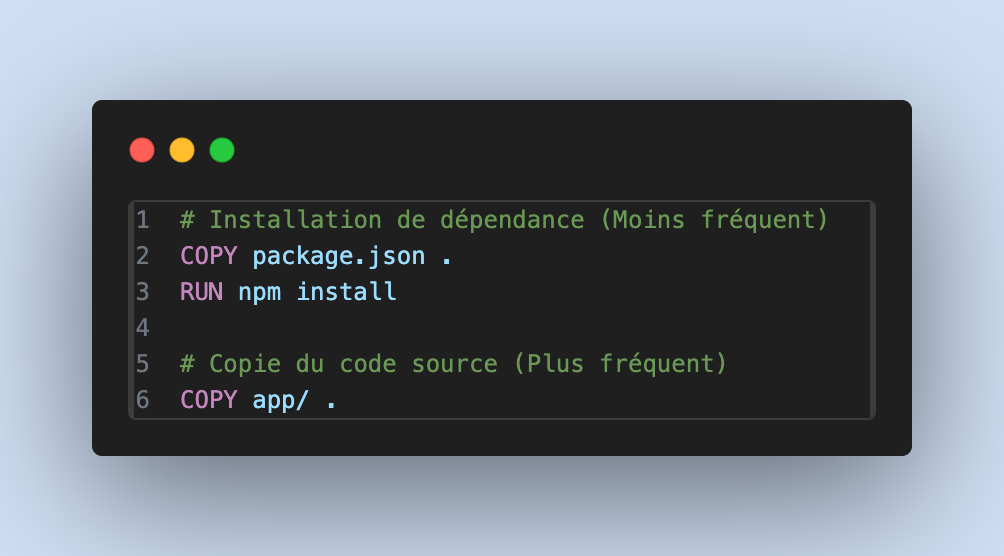 1 # Installation de dépendance (Moins fréquent)
2 COPY package.json .
3 RUN npm install
4
5 # Copie du code source (Plus fréquent)
6 COPY app/ .